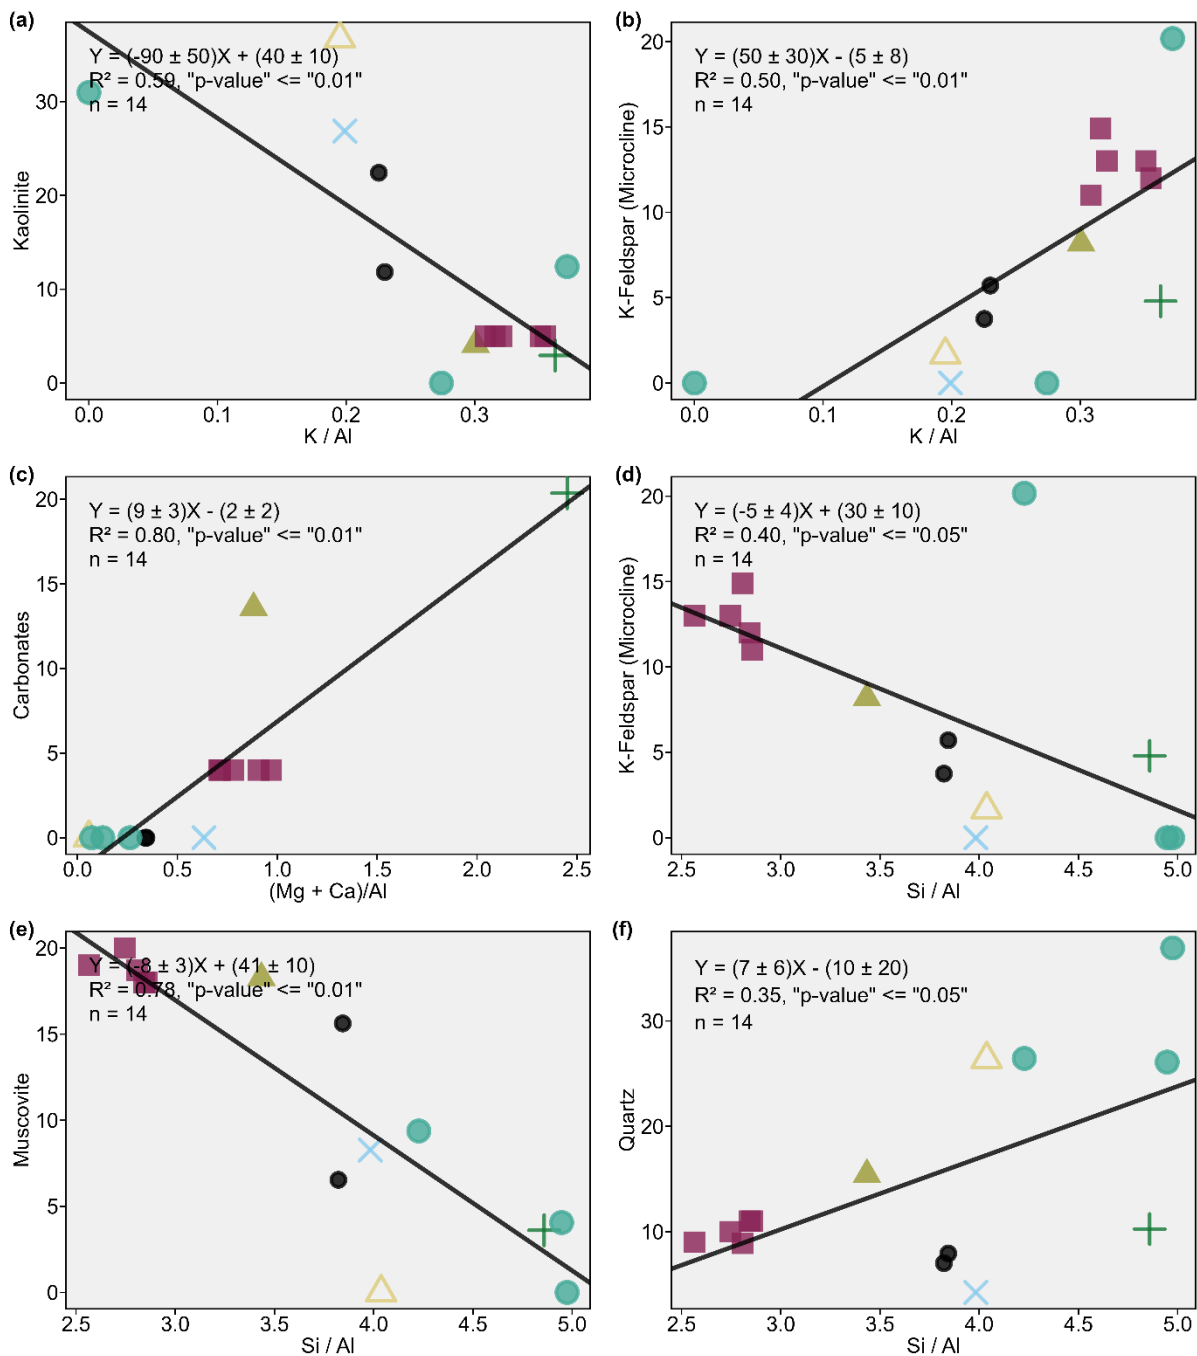 (a)
Y = (-90 ± 50)X + (40 ± 10)
R² = 0.59, "p-value" <= "0.01"
n = 14
Kaolinite
30
20
10
0
0.0 0.1 0.2 0.3
K / Al
(b)
Y = (50 ± 30)X - (5 ± 8)
R² = 0.50, "p-value" <= "0.01"
n = 14
K-Feldspar (Microcline)
20
15
10
5
0
0.0 0.1 0.2 0.3
K / Al
(c)
Y = (9 ± 3)X - (2 ± 2)
R² = 0.80, "p-value" <= "0.01"
n = 14
Carbonates
20
15
10
5
0
0.0 0.5 1.0 1.5 2.0 2.5
(Mg + Ca)/Al
(d)
Y = (-5 ± 4)X + (30 ± 10)
R² = 0.40, "p-value" <= "0.05"
n = 14
K-Feldspar (Microcline)
20
15
10
5
0
2.5 3.0 3.5 4.0 4.5 5.0
Si / Al
(e)
Y = (-8 ± 3)X + (41 ± 10)
R² = 0.78, "p-value" <= "0.01"
n = 14
Muscovite
20
15
10
5
0
2.5 3.0 3.5 4.0 4.5 5.0
Si / Al
(f)
Y = (7 ± 6)X - (10 ± 20)
R² = 0.35, "p-value" <= "0.05"
n = 14
Quartz
30
20
10
2.5 3.0 3.5 4.0 4.5 5.0
Si / Al